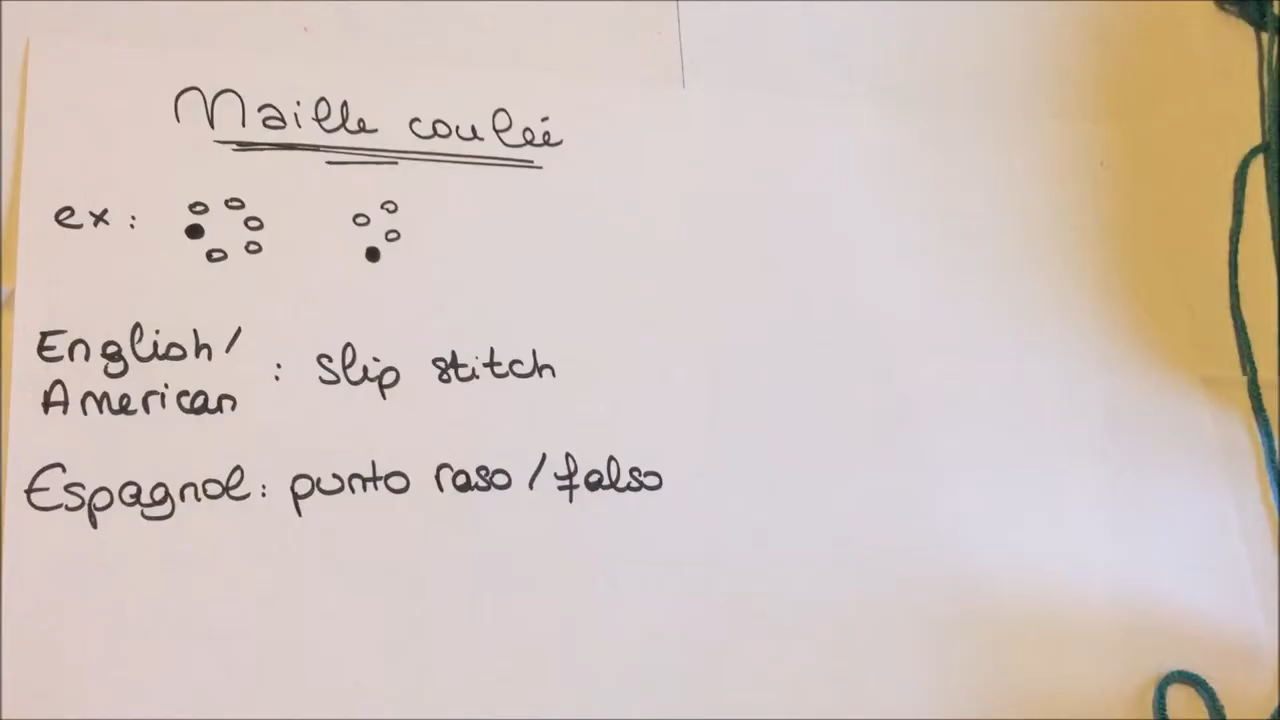 Maille coulée
ex :
English/
American : slip stitch
Espagnol : punto raso / falso